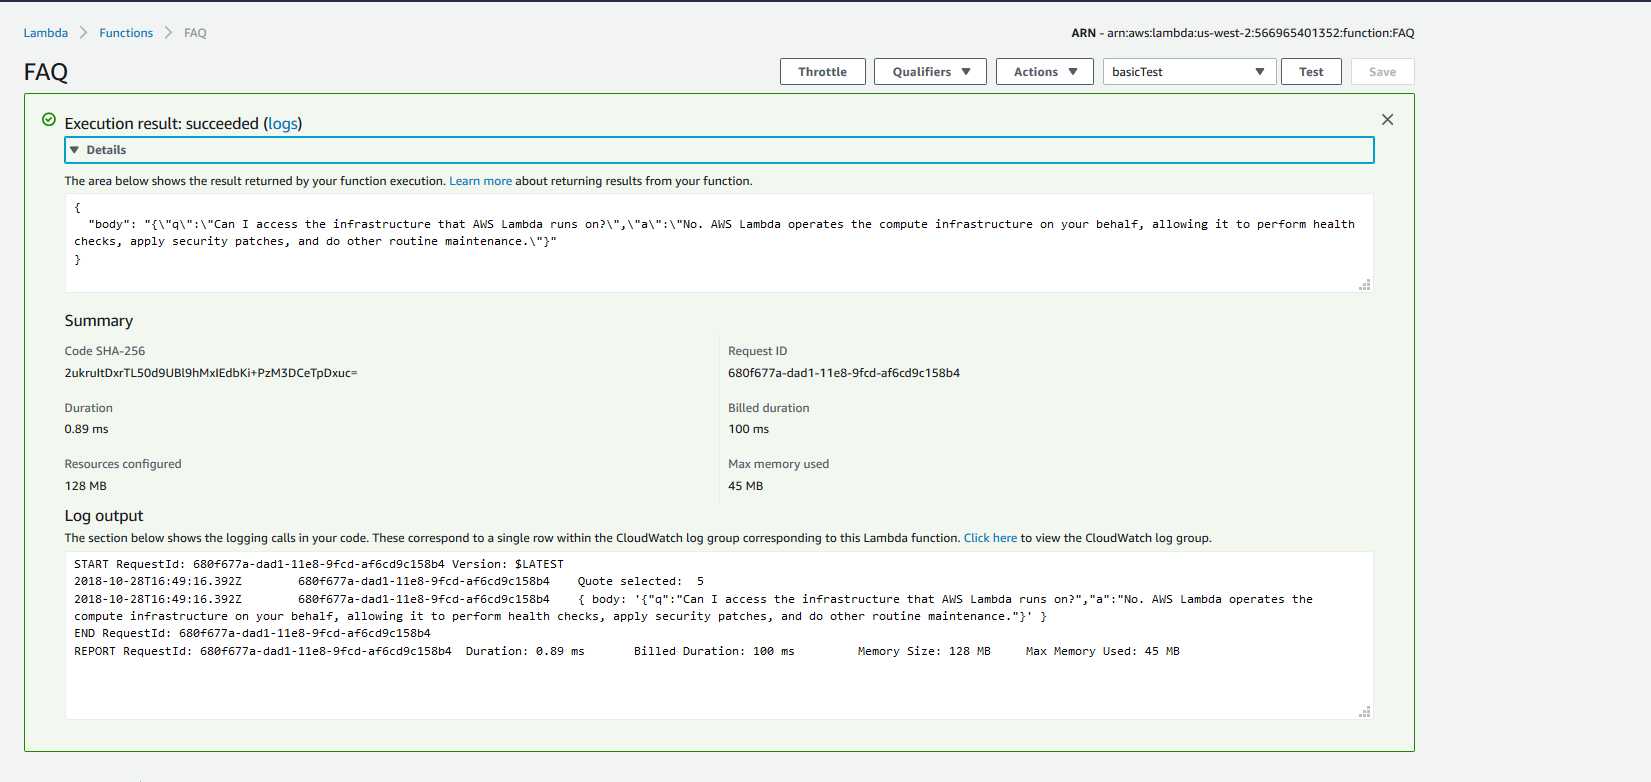 Lambda > Functions > FAQ
ARN - arn:aws:lambda:us-west-2:566965401352:function:FAQ
FAQ
Throttle
Qualifiers
Actions
basicTest
Test
Save
Execution result: succeeded (logs)
Details
The area below shows the result returned by your function execution. Learn more about returning results from your function.
{
"body": "{\"q\":\"Can I access the infrastructure that AWS Lambda runs on?\",\"a\":\"No. AWS Lambda operates the compute infrastructure on your behalf, allowing it to perform health
checks, apply security patches, and do other routine maintenance.\"}"
}
Summary
Code SHA-256
2ukruItDxrTL50d9UBl9hMxIEdbKi+PzM3DCeTpDxuc=
Request ID
680f677a-dad1-11e8-9fcd-af6cd9c158b4
Duration
0.89 ms
Billed duration
100 ms
Resources configured
128 MB
Max memory used
45 MB
Log output
The section below shows the logging calls in your code. These correspond to a single row within the CloudWatch log group corresponding to this Lambda function. Click here to view the CloudWatch log group.
START RequestId: 680f677a-dad1-11e8-9fcd-af6cd9c158b4 Version: $LATEST
2018-10-28T16:49:16.392Z 680f677a-dad1-11e8-9fcd-af6cd9c158b4 Quote selected: 5
2018-10-28T16:49:16.392Z 680f677a-dad1-11e8-9fcd-af6cd9c158b4 { body: '{"q":"Can I access the infrastructure that AWS Lambda runs on?","a":"No. AWS Lambda operates the
compute infrastructure on your behalf, allowing it to perform health checks, apply security patches, and do other routine maintenance."}' }
END RequestId: 680f677a-dad1-11e8-9fcd-af6cd9c158b4
REPORT RequestId: 680f677a-dad1-11e8-9fcd-af6cd9c158b4 Duration: 0.89 ms Billed Duration: 100 ms Memory Size: 128 MB Max Memory Used: 45 MB